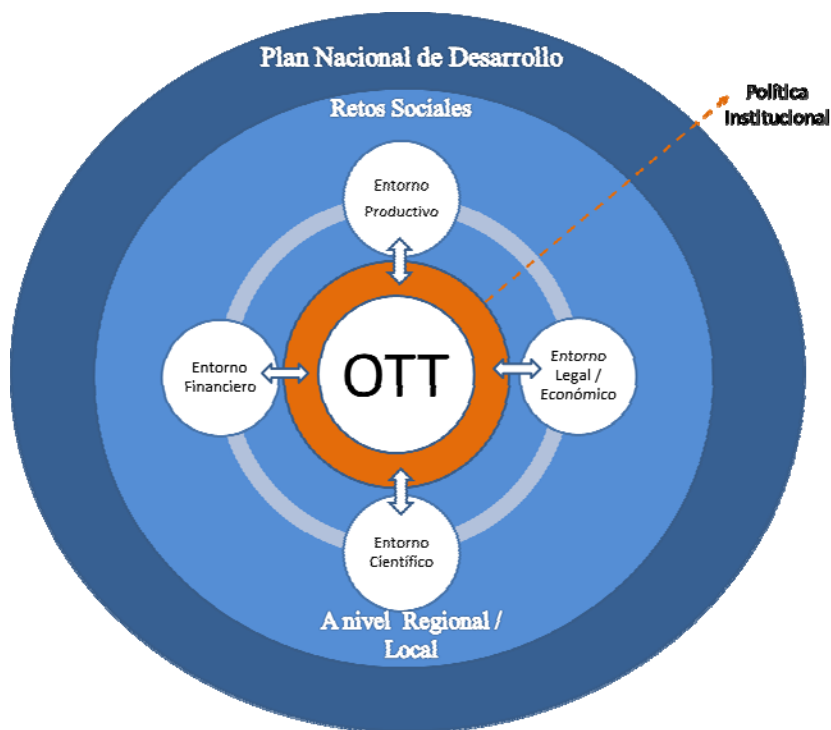 Plan Nacional de Desarrollo
Retos Sociales
Política
Institucional
Entorno
Productivo
Entorno
Financiero
OTT
Entorno
Legal /
Económico
Entorno
Científico
A nivel Regional /
Local